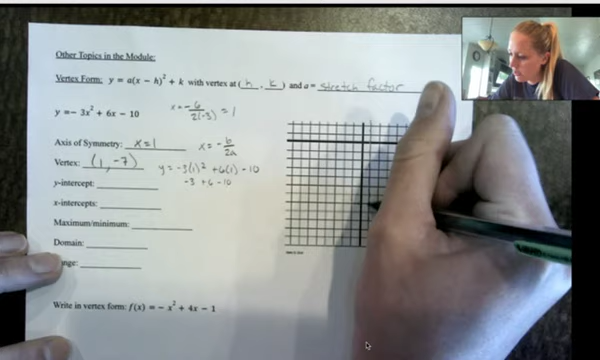 Other Topics in the Module:
Vertex Form: y = a(x − h)² + k with vertex at ( h , k ) and a = stretch factor
y = − 3x² + 6x − 10 x = −6/2(−3) = 1
Axis of Symmetry: x=1 x = −b/2a
Vertex: (1, −7) y = −3(1)² + 6(1) − 10
y-intercept: −3 + 6 − 10
x-intercepts:
Maximum/minimum:
Domain:
nge:
Write in vertex form: f(x) = − x² + 4x − 1